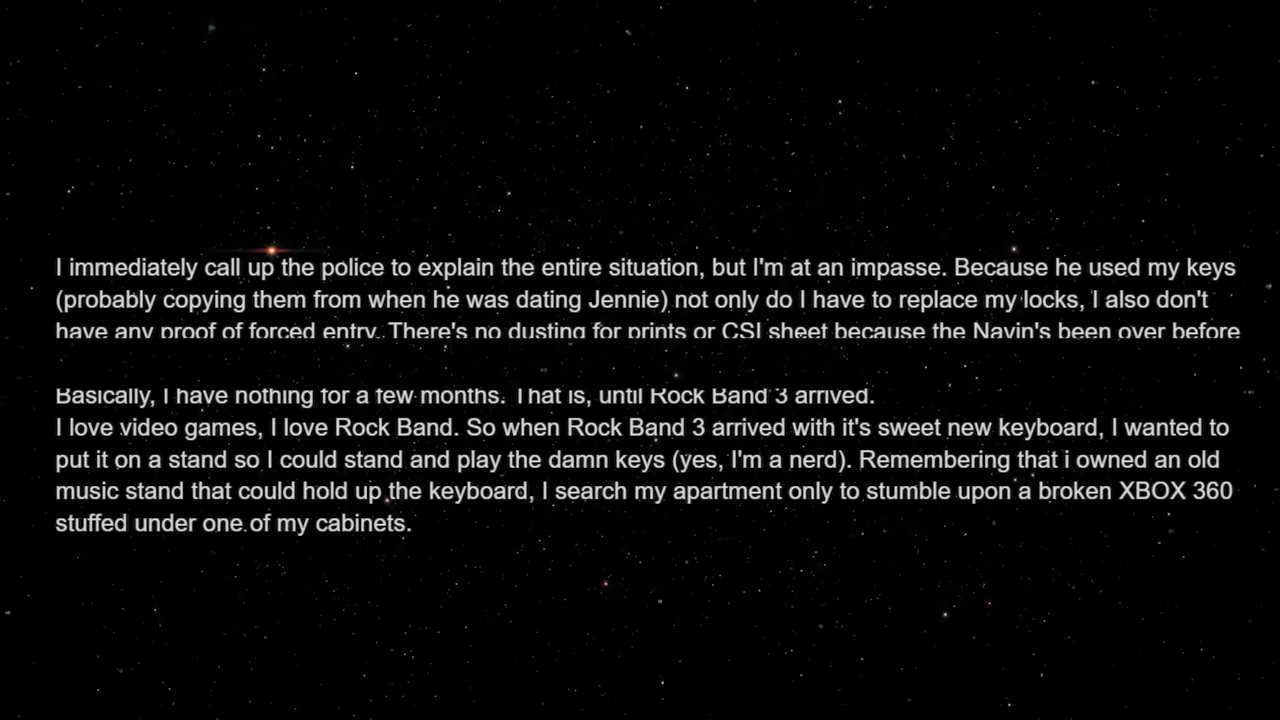 I immediately call up the police to explain the entire situation, but I'm at an impasse. Because he used my keys
(probably copying them from when he was dating Jennie) not only do I have to replace my locks, I also don't
have any proof of forced entry. There's no dusting for prints or CSI sheet because the Navin's been over before
Basically, I have nothing for a few months. That is, until Rock Band 3 arrived.
I love video games, I love Rock Band. So when Rock Band 3 arrived with it's sweet new keyboard, I wanted to
put it on a stand so I could stand and play the damn keys (yes, I'm a nerd). Remembering that i owned an old
music stand that could hold up the keyboard, I search my apartment only to stumble upon a broken XBOX 360
stuffed under one of my cabinets.